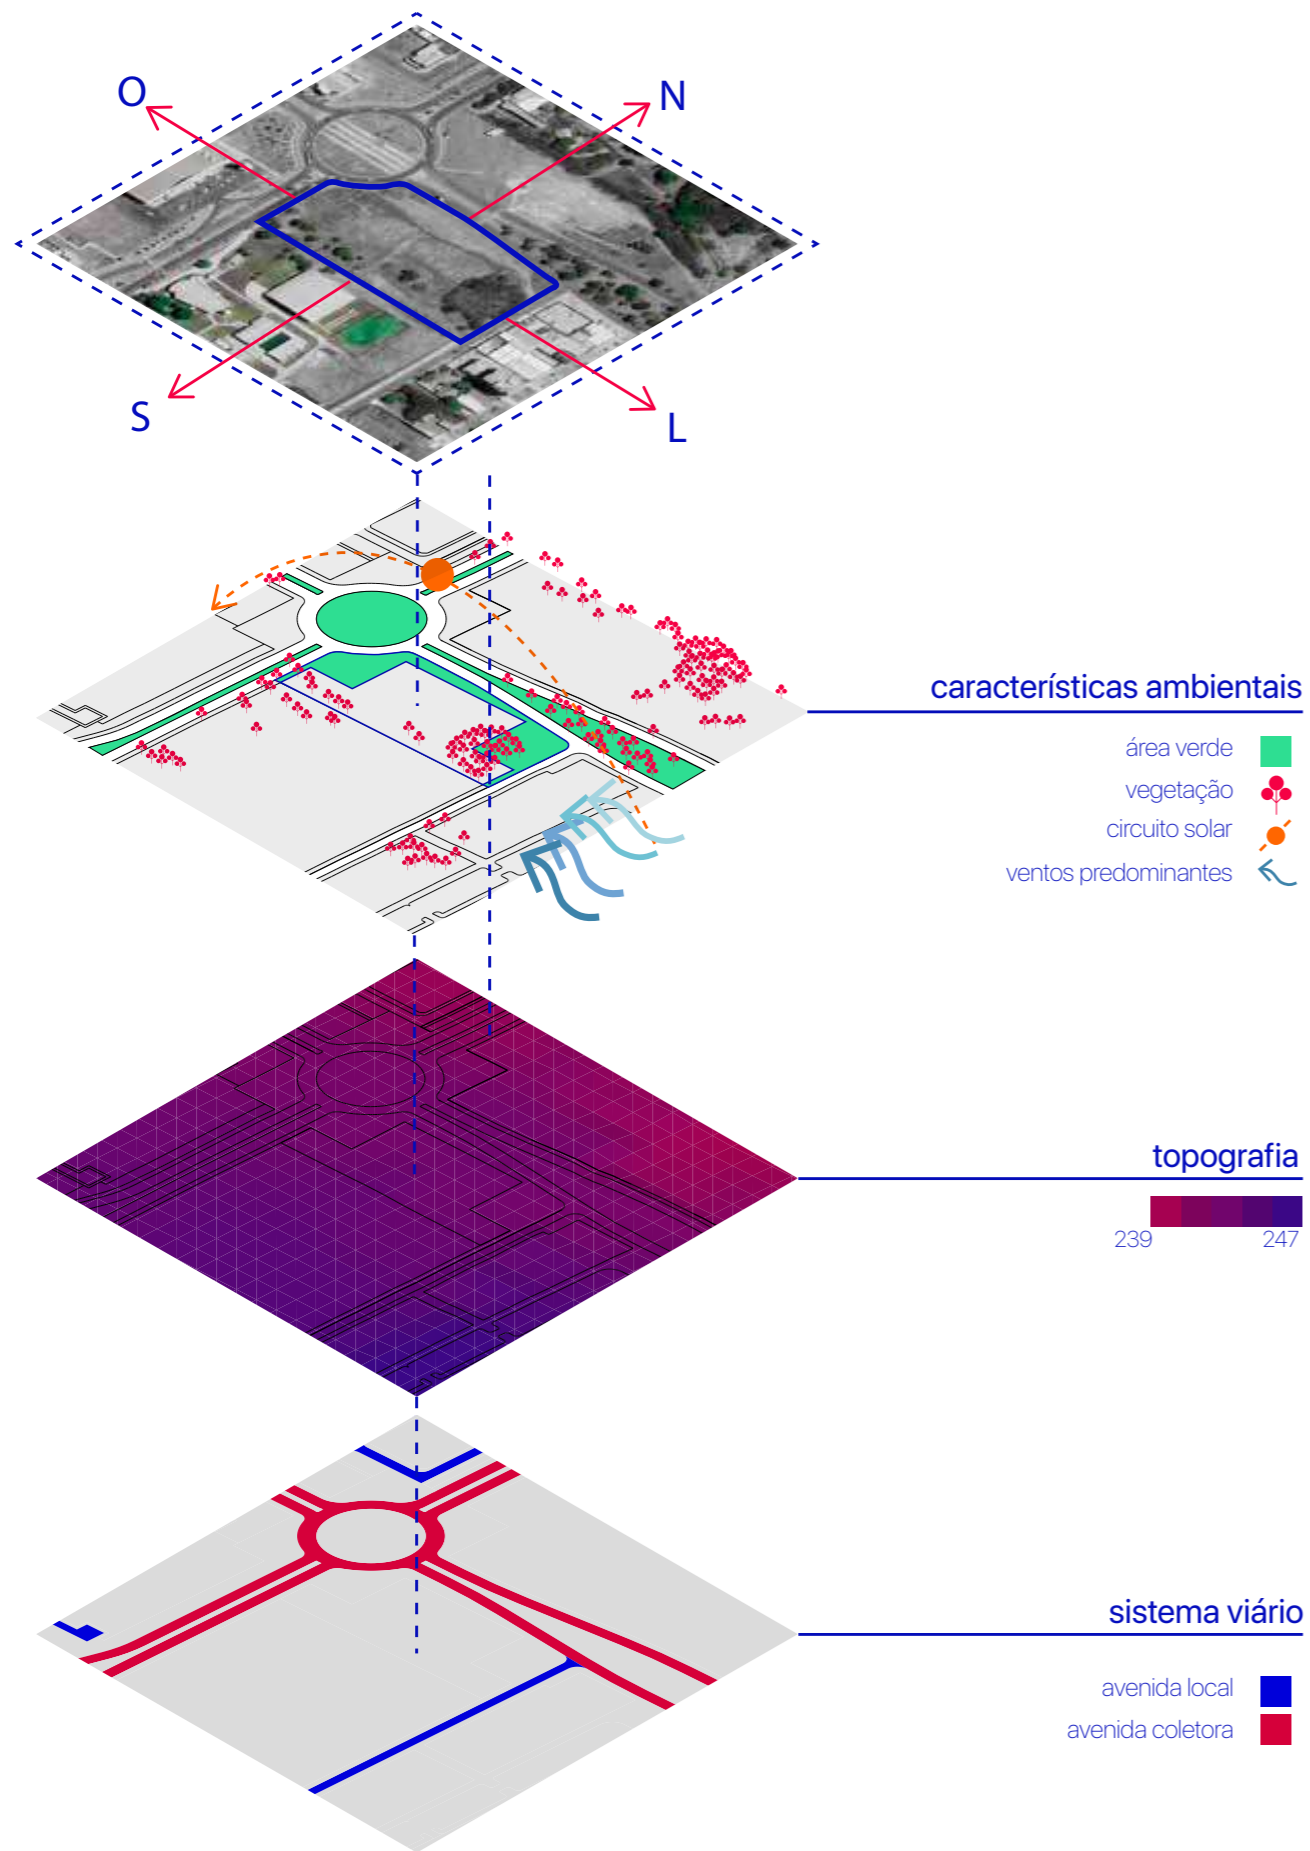 O
N
S
L
características ambientais
área verde
vegetação
circuito solar
ventos predominantes
topografia
239
247
sistema viário
avenida local
avenida coletora